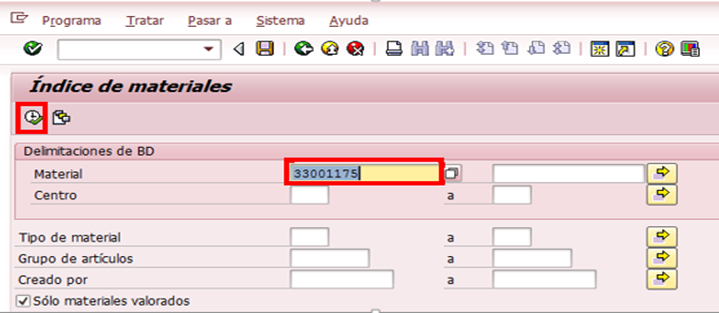 Programa Tratar Pasar a Sistema Ayuda
Índice de materiales
Delimitaciones de BD
Material 33001175
Centro a
Tipo de material a
Grupo de artículos a
Creado por a
Sólo materiales valorados